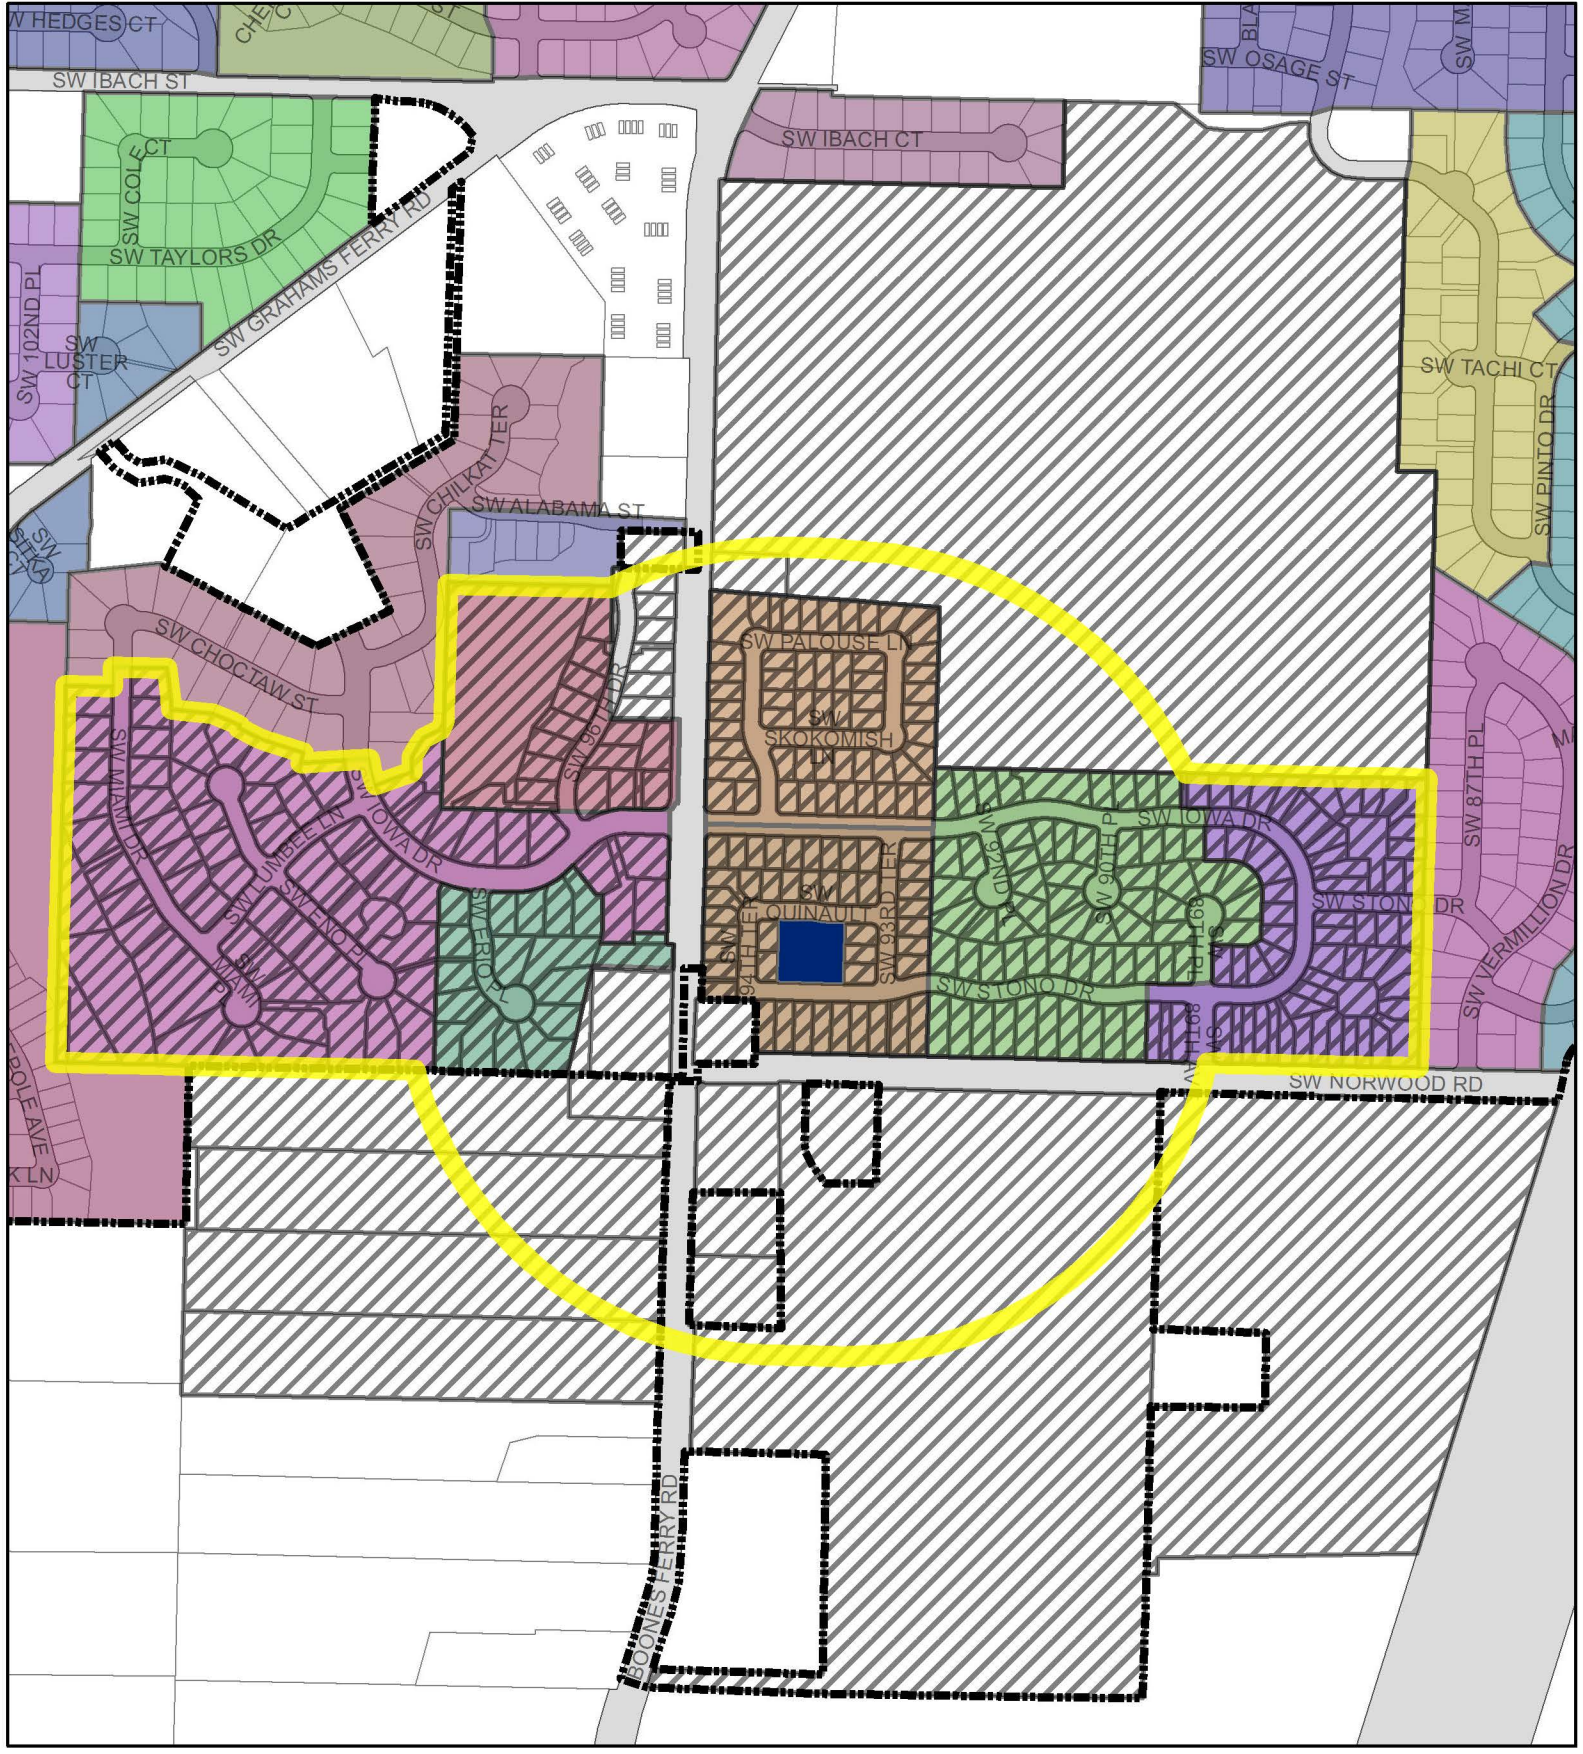 W HEDGES CT
SW IBACH ST
SW OSAGE ST
SW IBACH CT
CT
SW COLE
SW TAYLORS DR
SW GRAHAMS FERRY RD
SW 102ND PL
SW
LUSTER
CT
SW TACHI CT
SW PINTO DR
SW CHILKAT TER
SW ALABAMA ST
SW
SITKA
SW CHOCTAW ST
SW PALOUSE LN
SW 96TH DR
SW
SKOKOMISH
LN
SW 87TH PL
SW MIAMI DR
SW IOWA DR
SW LUMBEE LN
SW ENO PL
SW
MIAMI
PL
SW ERIO PL
SW
QUINAULT
SW
94TH TER
SW 93RD TER
SW 92ND PL
SW 90TH PL
SW IOWA DR
SW
89TH PL
SW STONO DR
SW STONO DR
SW
89TH AV
SW VERMILLION DR
SW NORWOOD RD
POLE AVE
K LN
BOONES FERRY RD